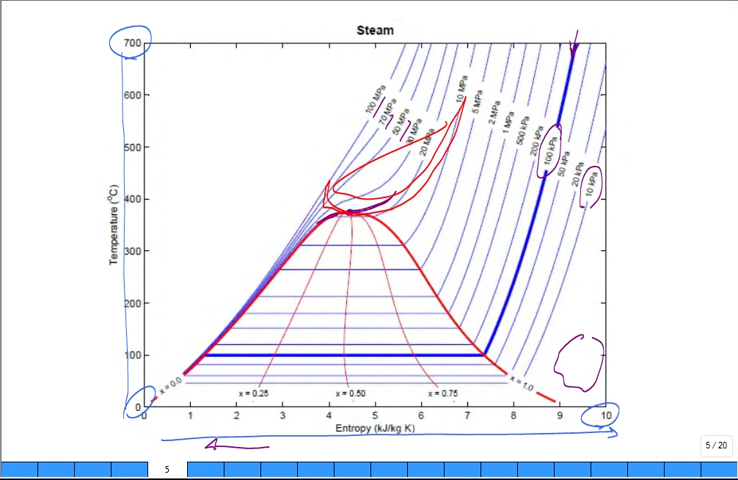 Steam
700
600
500
400
300
200
100
0
Temperature (°C)
100 MPa
70 MPa
50 MPa
30 MPa
20 MPa
10 MPa
5 MPa
2 MPa
1 MPa
500 kPa
200 kPa
100 kPa
50 kPa
20 kPa
10 kPa
x = 0.0
x = 0.25
x = 0.50
x = 0.75
x = 1.0
0 1 2 3 4 5 6 7 8 9 10
Entropy (kJ/kg K)
5 / 20
5